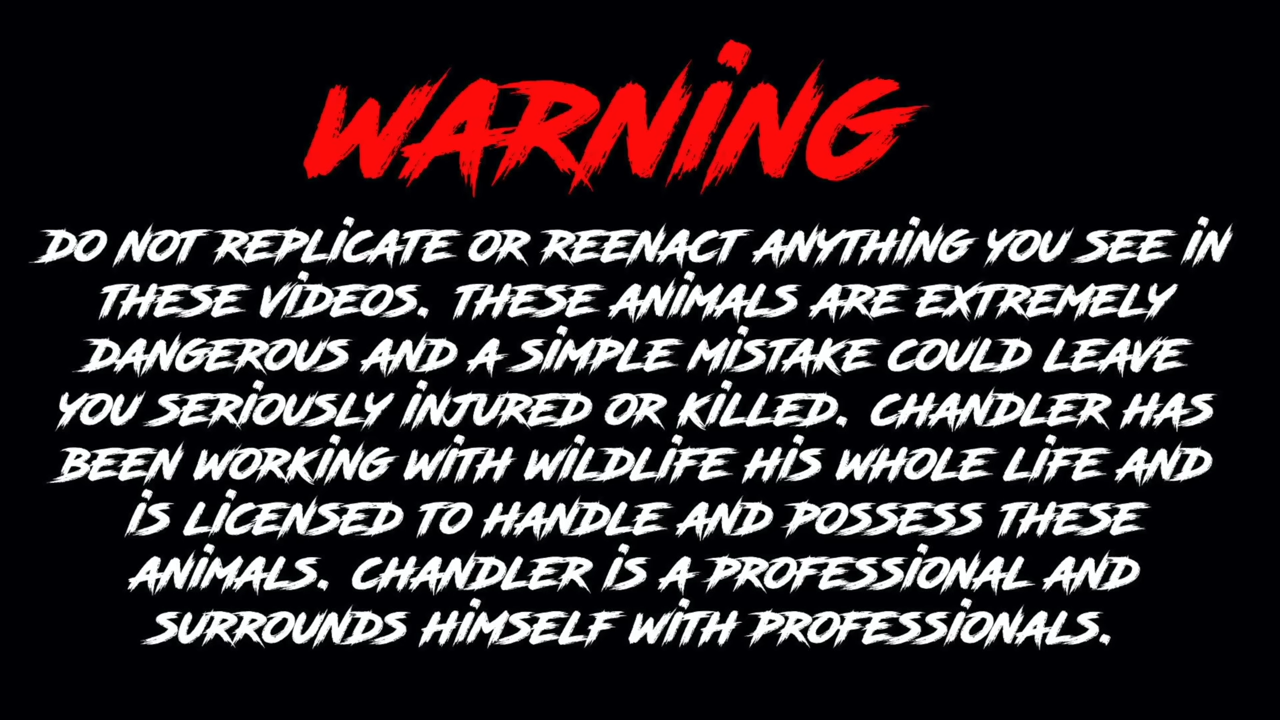 WARNING
DO NOT REPLICATE OR REENACT ANYTHING YOU SEE IN
THESE VIDEOS. THESE ANIMALS ARE EXTREMELY
DANGEROUS AND A SIMPLE MISTAKE COULD LEAVE
YOU SERIOUSLY INJURED OR KILLED. CHANDLER HAS
BEEN WORKING WITH WILDLIFE HIS WHOLE LIFE AND
IS LICENSED TO HANDLE AND POSSESS THESE
ANIMALS. CHANDLER IS A PROFESSIONAL AND
SURROUNDS HIMSELF WITH PROFESSIONALS.